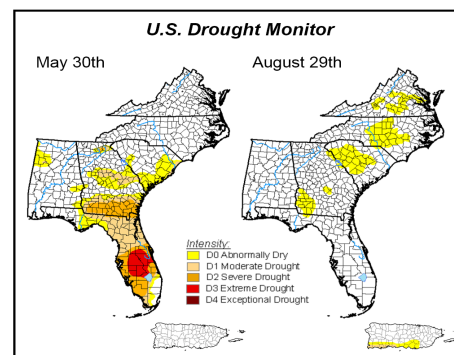 U.S. Drought Monitor
May 30th
August 29th
Intensity:
D0 Abnormally Dry
D1 Moderate Drought
D2 Severe Drought
D3 Extreme Drought
D4 Exceptional Drought